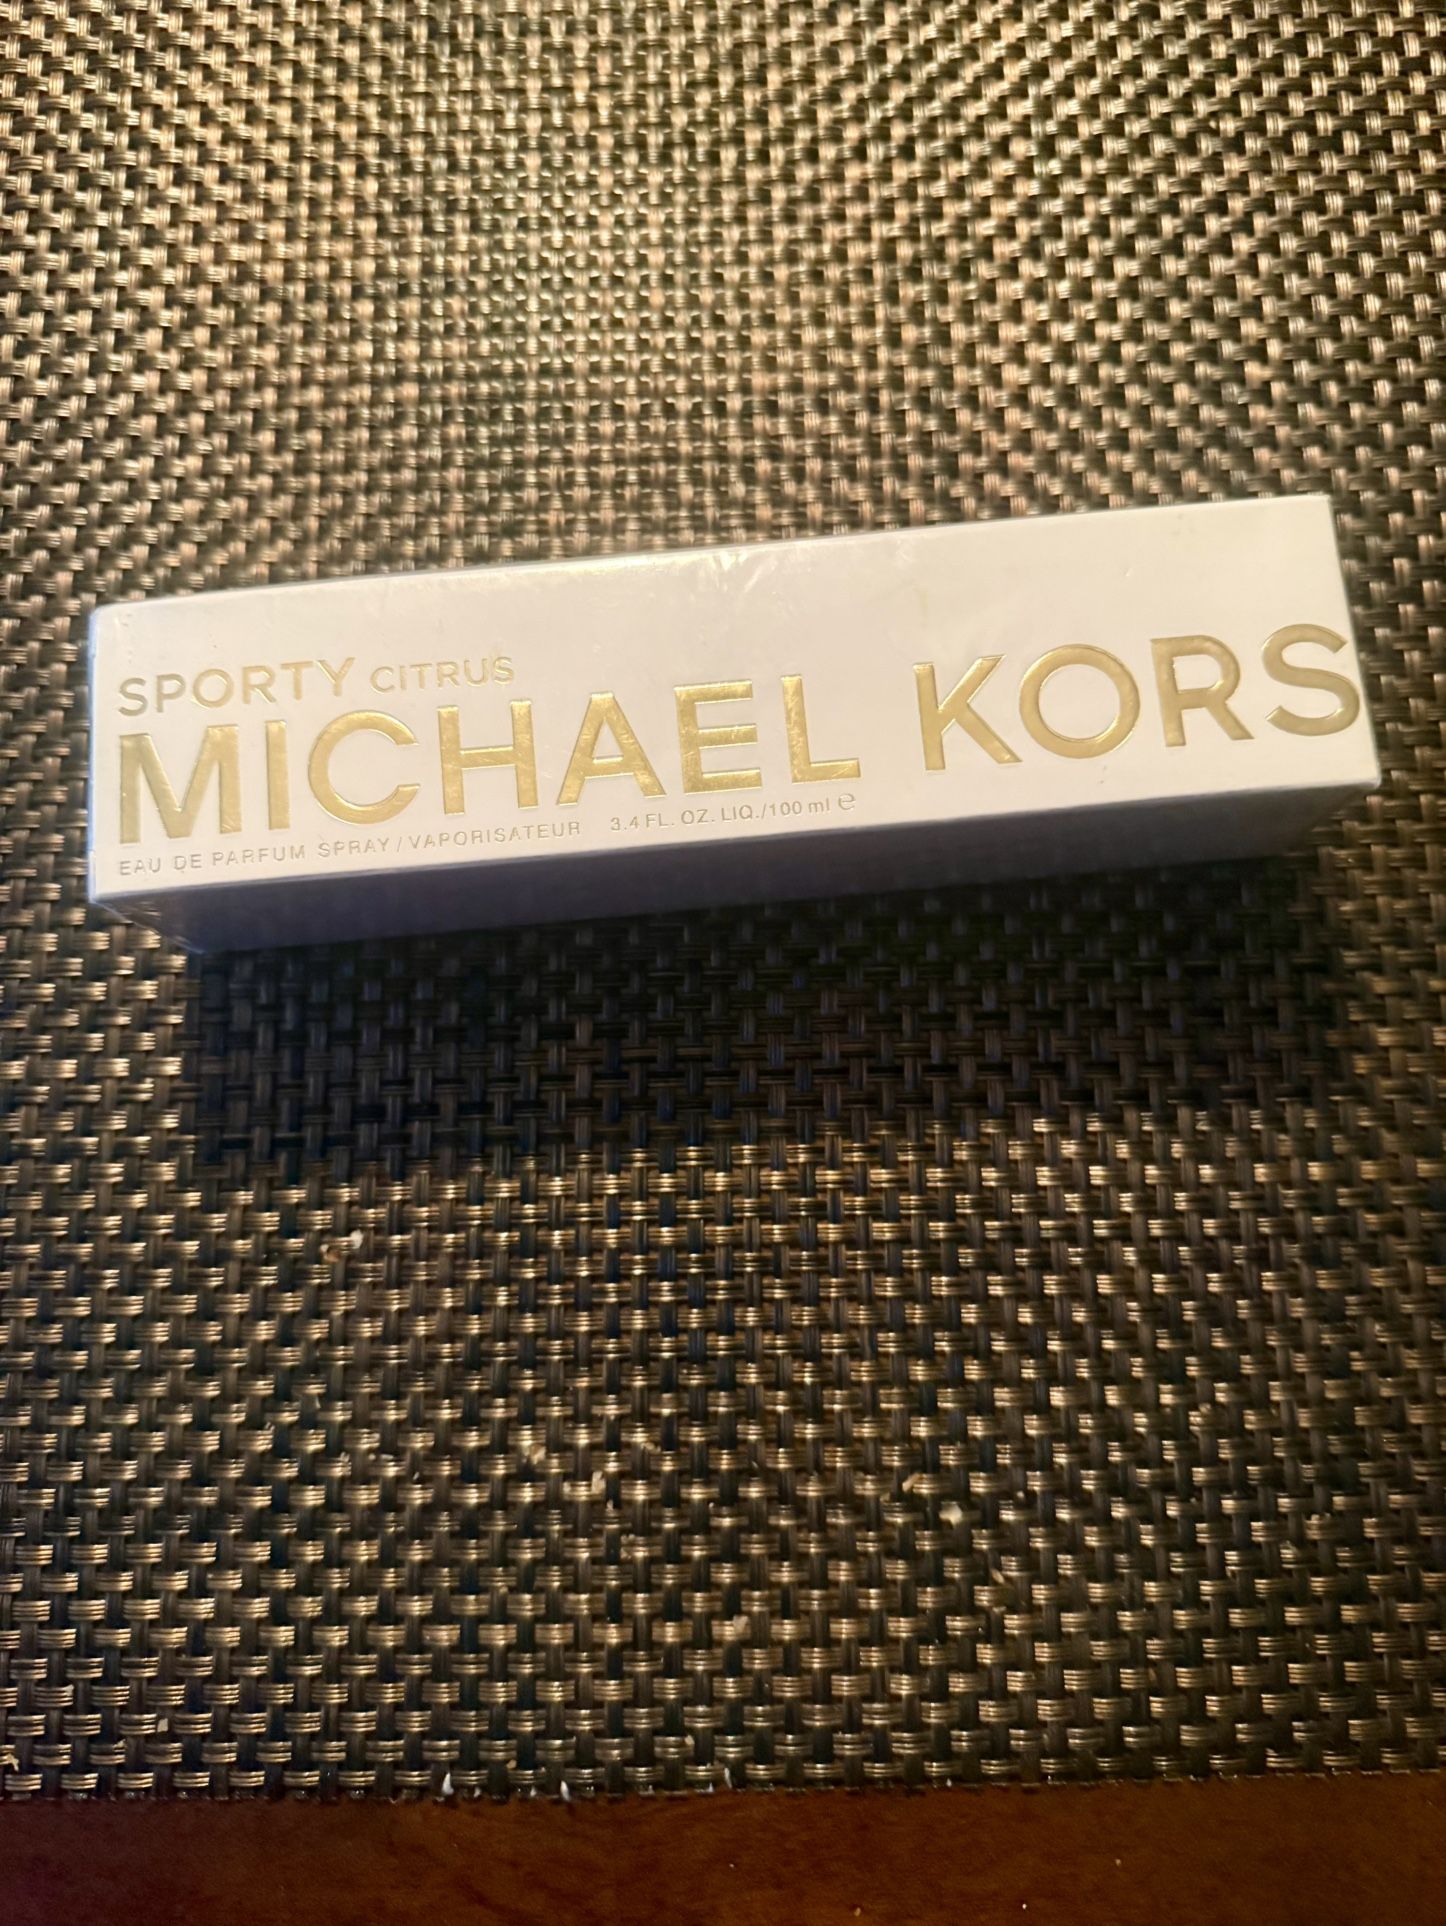 SPORTY CITRUS
MICHAEL KORS
EAU DE PARFUM SPRAY / VAPORISATEUR 3.4 FL. OZ. LIQ./100 ml ℮